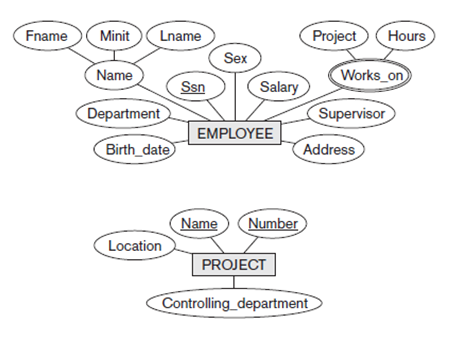 Fname
Minit
Lname
Project
Hours
Name
Sex
Works_on
Ssn
Salary
Department
Supervisor
EMPLOYEE
Birth_date
Address
Name
Number
Location
PROJECT
Controlling_department